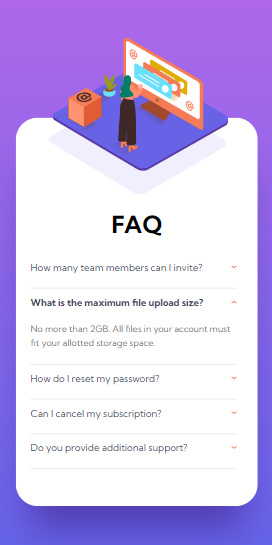 FAQ
How many team members can I invite?
What is the maximum file upload size?
No more than 2GB. All files in your account must
fit your allotted storage space.
How do I reset my password?
Can I cancel my subscription?
Do you provide additional support?